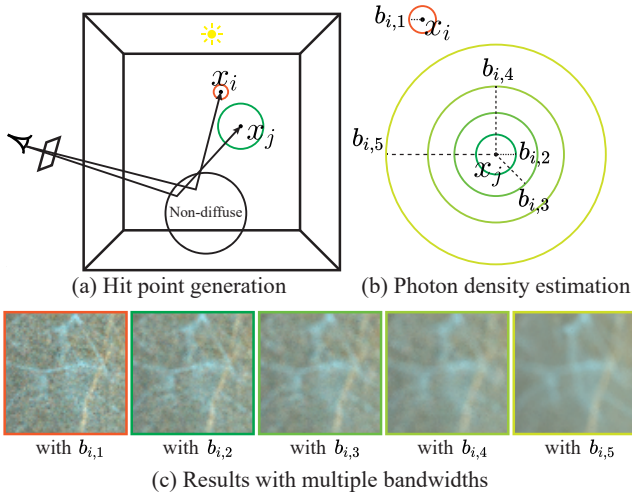 x_i
x_j
Non-diffuse
(a) Hit point generation
b_{i,1}
x_i
b_{i,4}
b_{i,5}
b_{i,2}
x_j
b_{i,3}
(b) Photon density estimation
with b_{i,1}
with b_{i,2}
with b_{i,3}
with b_{i,4}
with b_{i,5}
(c) Results with multiple bandwidths